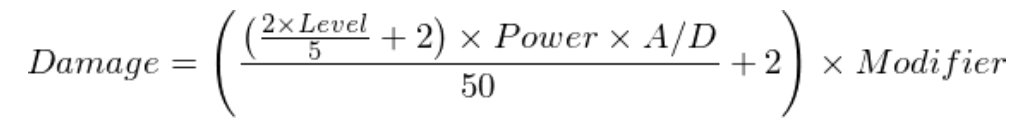 Damage = ( ( (2×Level / 5 + 2) × Power × A/D ) / 50 + 2 ) × Modifier